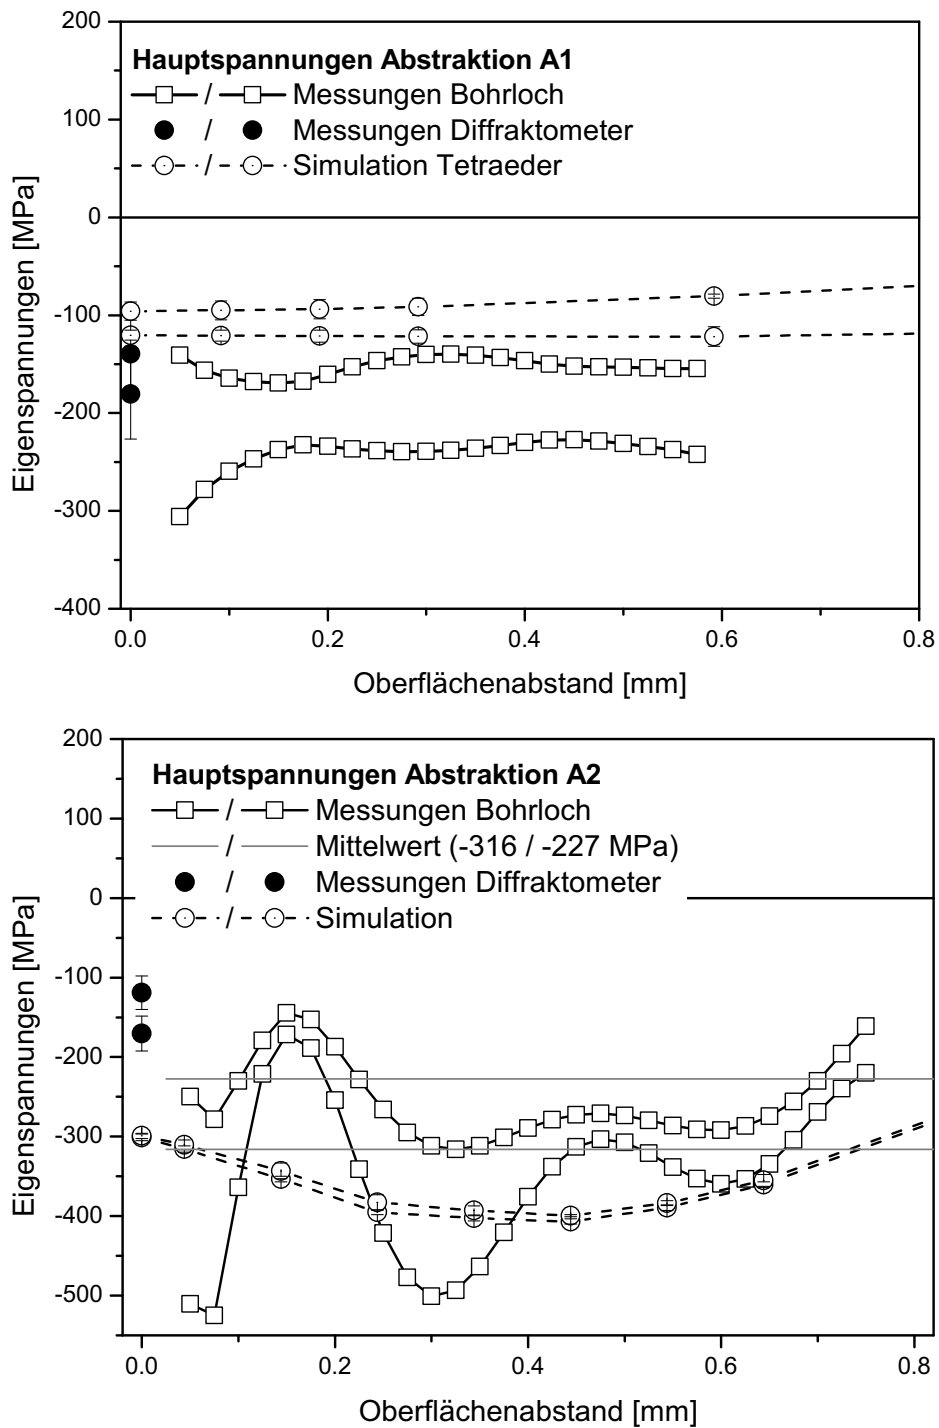 200
Hauptspannungen Abstraktion A1
/ Messungen Bohrloch
100
/ Messungen Diffraktometer
/ Simulation Tetraeder
0
-100
-200
-300
-400
Eigenspannungen [MPa]
0.0 0.2 0.4 0.6 0.8
Oberflächenabstand [mm]
200
Hauptspannungen Abstraktion A2
100
/ Messungen Bohrloch
/ Mittelwert (-316 / -227 MPa)
/ Messungen Diffraktometer
0
/ Simulation
-100
-200
-300
-400
-500
Eigenspannungen [MPa]
0.0 0.2 0.4 0.6 0.8
Oberflächenabstand [mm]